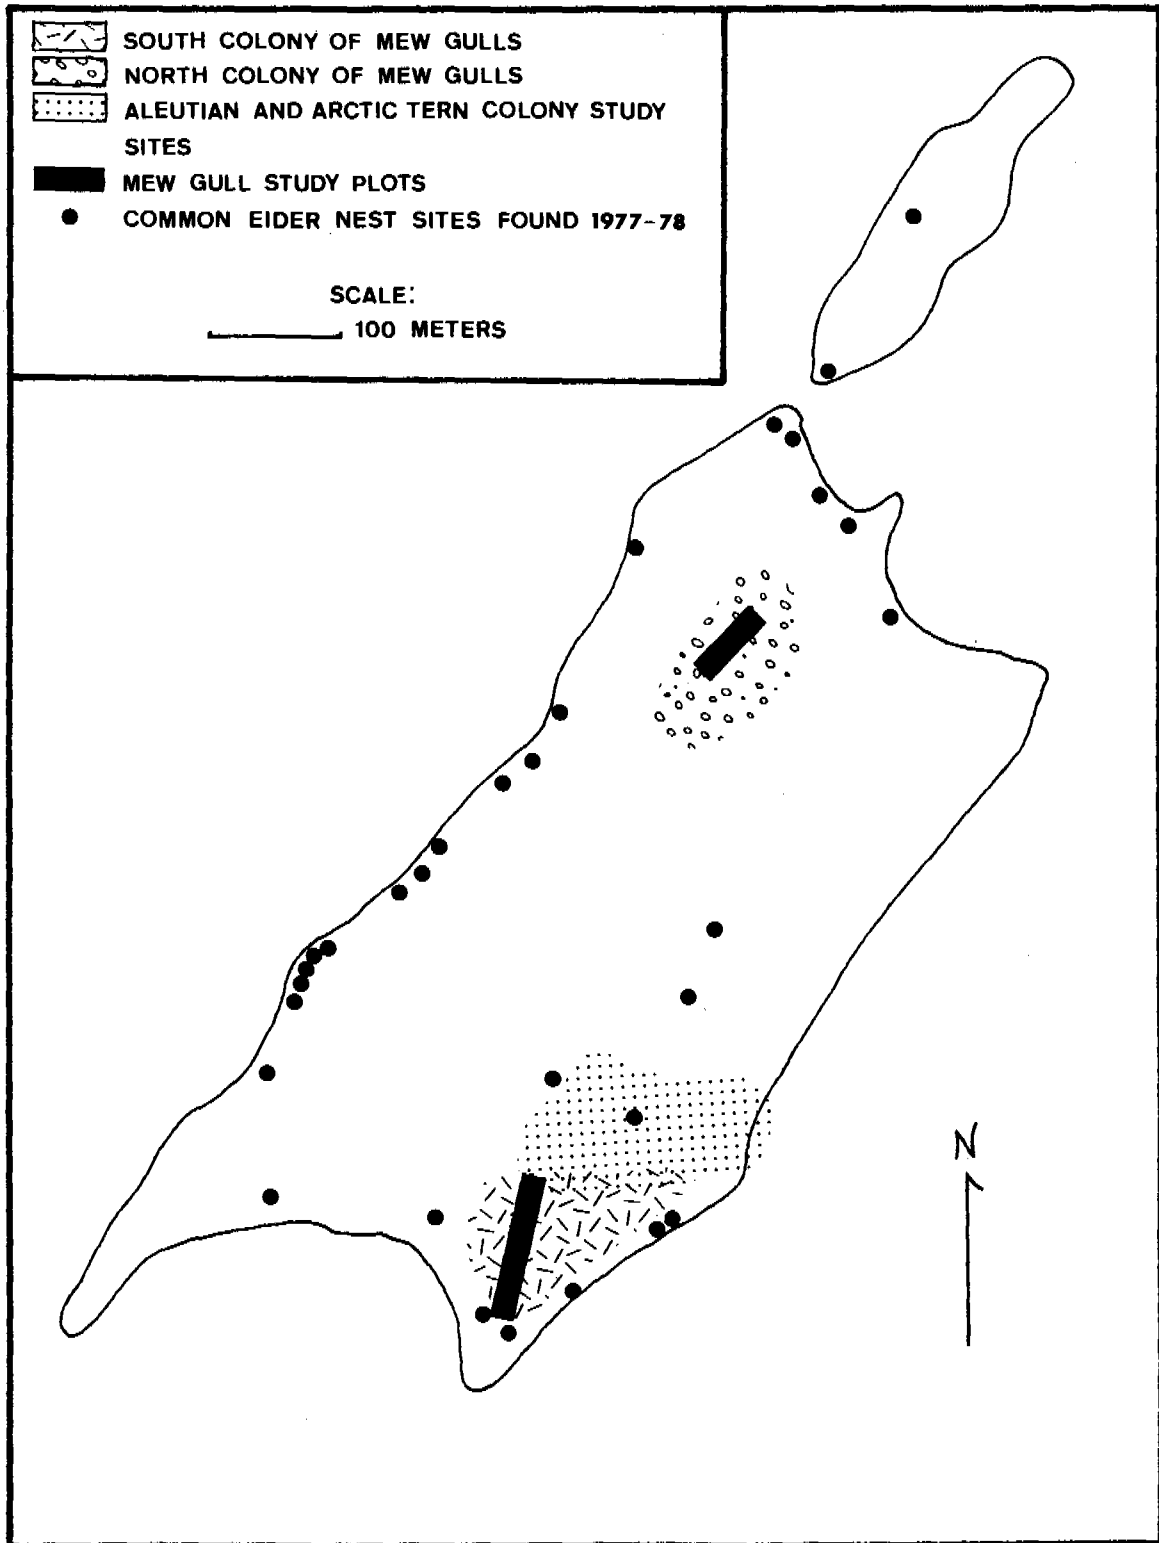 SOUTH COLONY OF MEW GULLS
NORTH COLONY OF MEW GULLS
ALEUTIAN AND ARCTIC TERN COLONY STUDY
SITES
MEW GULL STUDY PLOTS
COMMON EIDER NEST SITES FOUND 1977-78
SCALE:
100 METERS
N